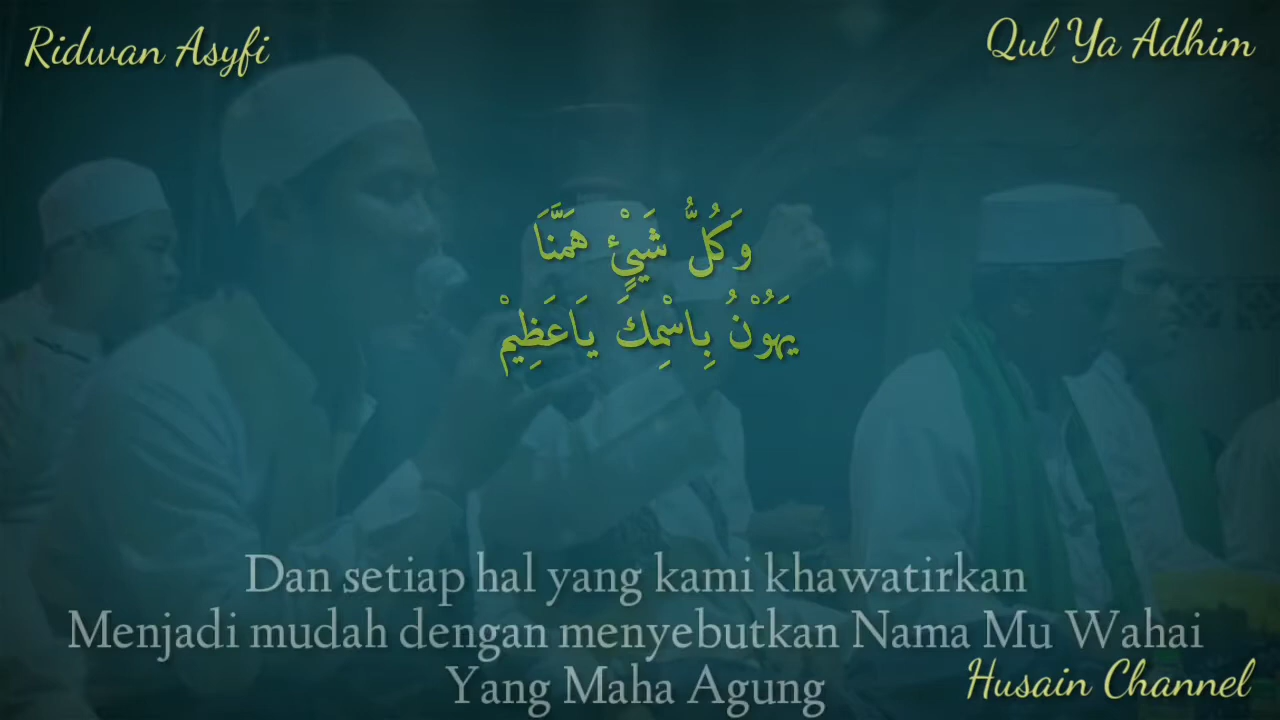 Ridwan Asyfi
Qul Ya Adhim
وَكُلُّ شَيْئٍ هَمَّنَا
يَهُوْنُ بِاسْمِكَ يَاعَظِيْمْ
Dan setiap hal yang kami khawatirkan
Menjadi mudah dengan menyebutkan Nama Mu Wahai
Yang Maha Agung
Husain Channel